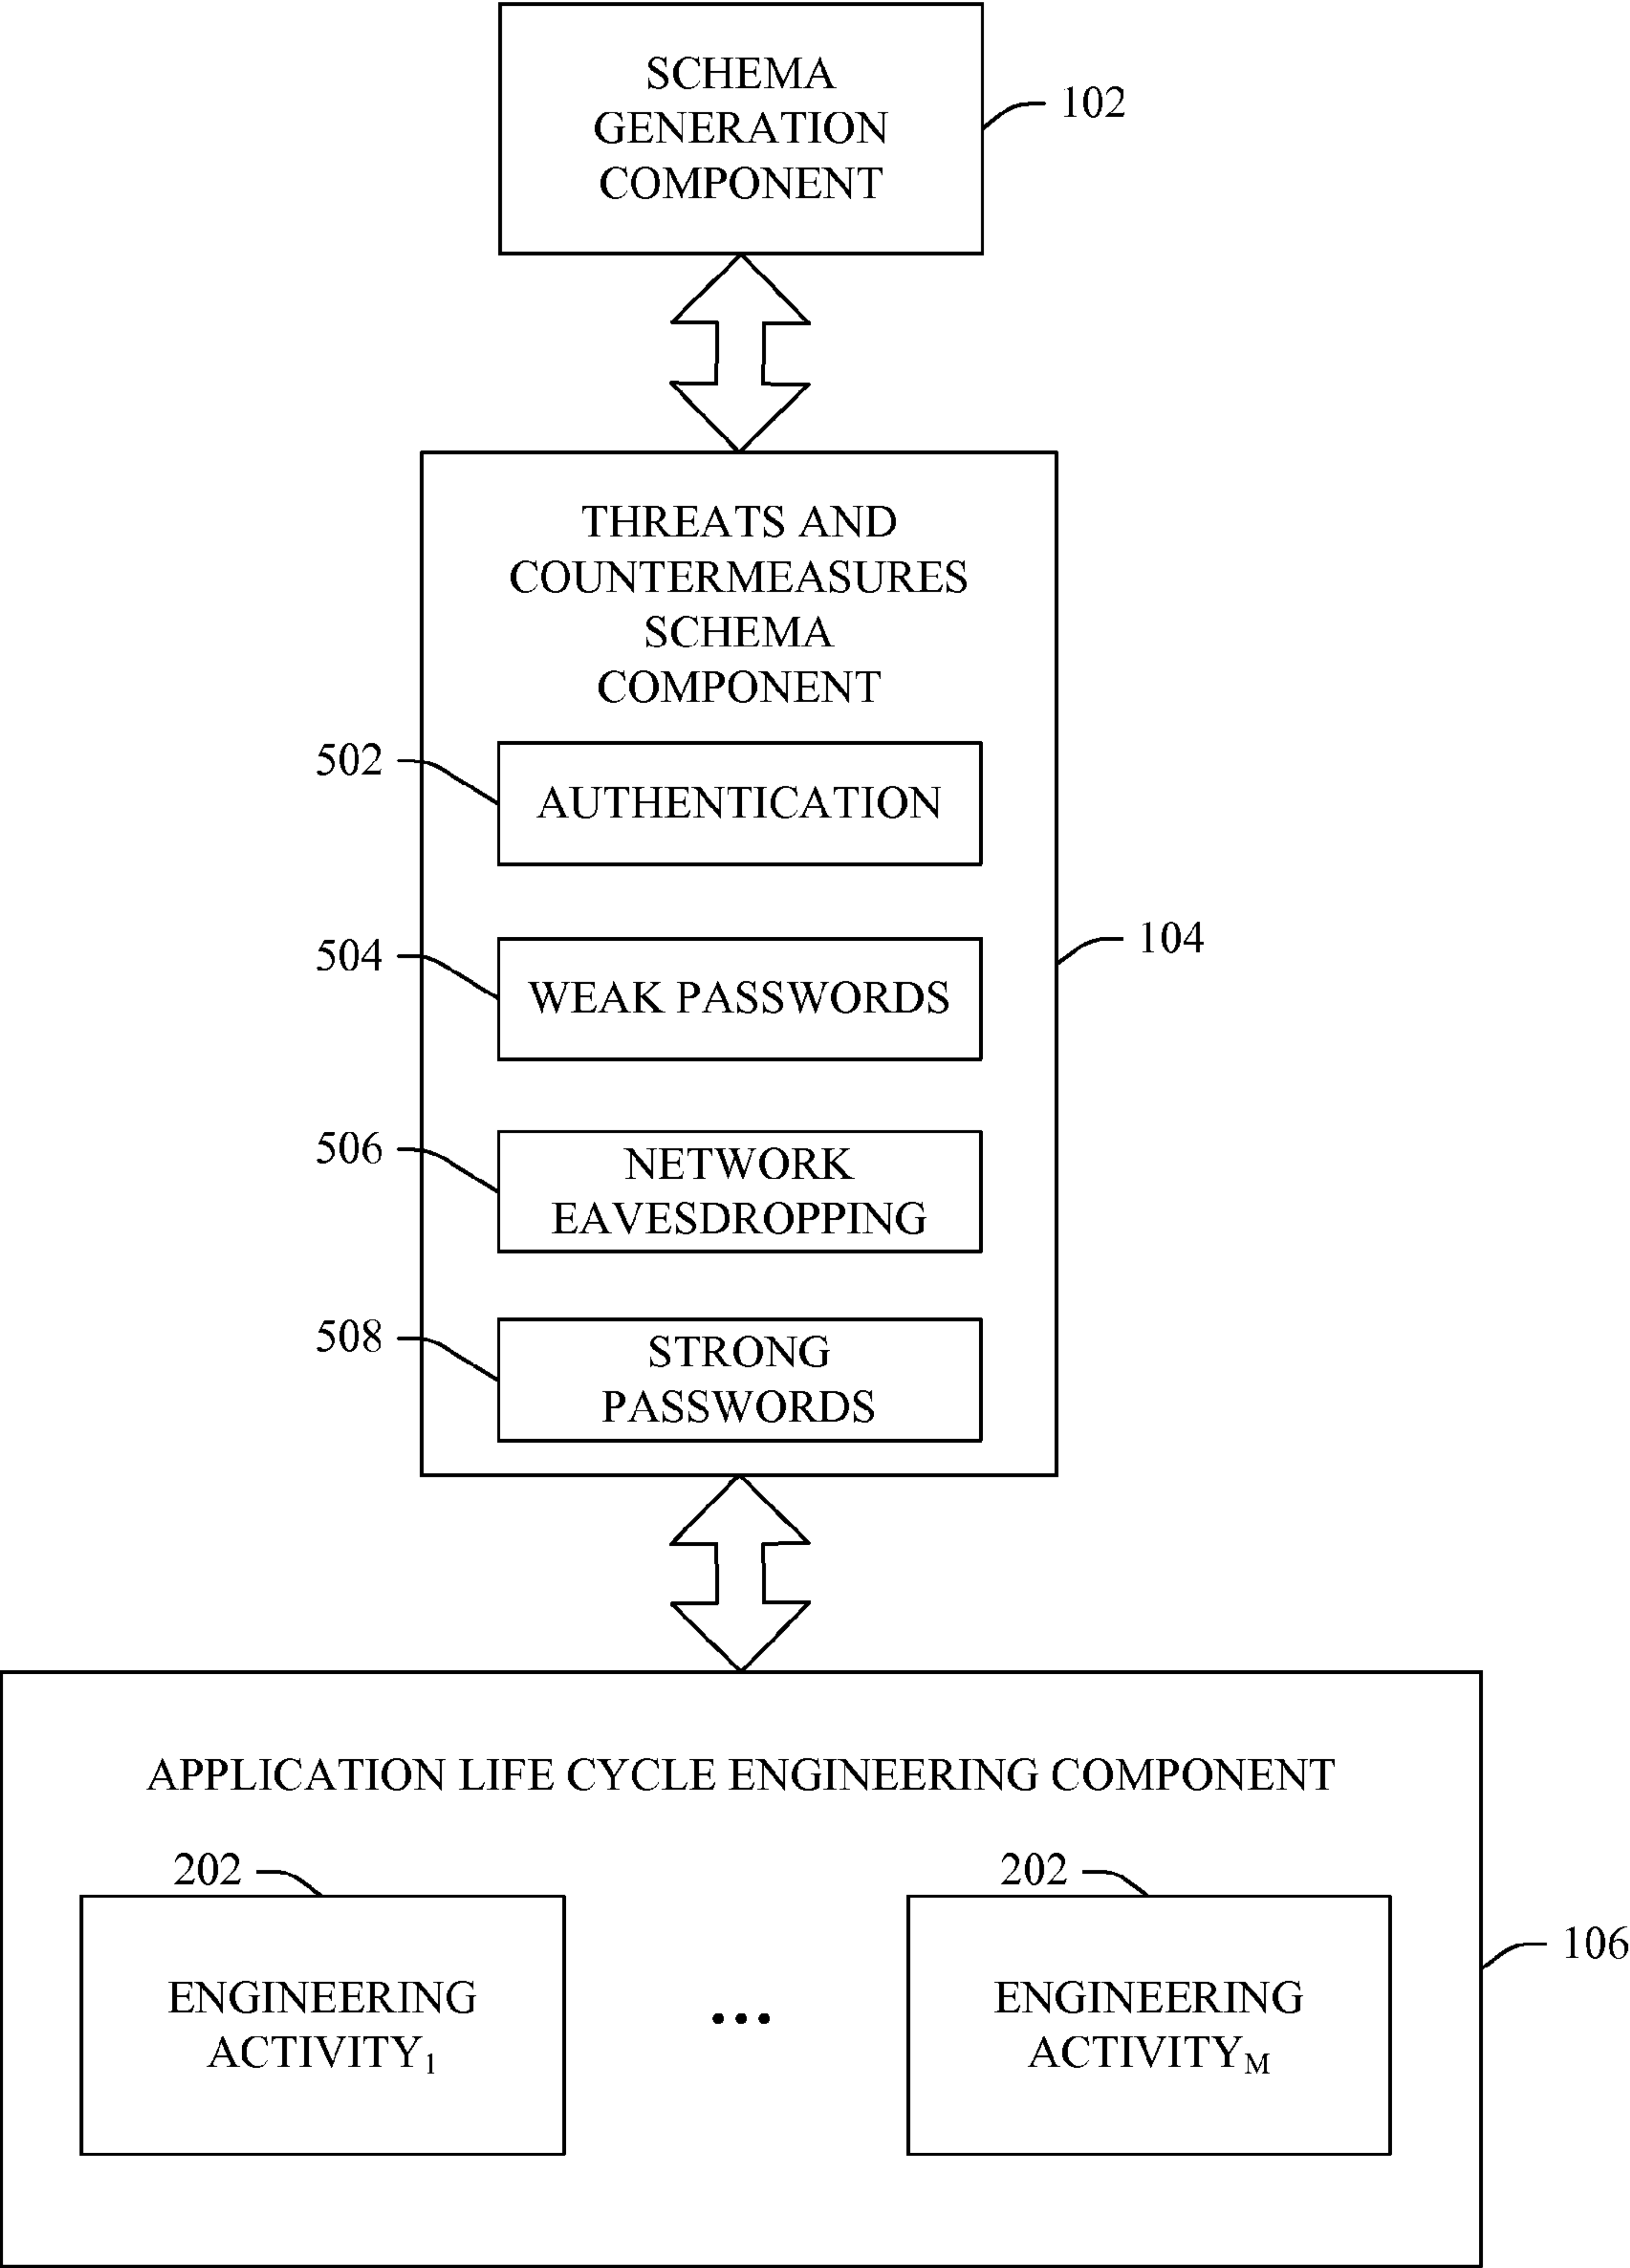 SCHEMA
GENERATION
COMPONENT
102
THREATS AND
COUNTERMEASURES
SCHEMA
COMPONENT
502
AUTHENTICATION
504
WEAK PASSWORDS
104
506
NETWORK
EAVESDROPPING
508
STRONG
PASSWORDS
APPLICATION LIFE CYCLE ENGINEERING COMPONENT
202
202
ENGINEERING
ACTIVITY₁
...
ENGINEERING
ACTIVITYM
106